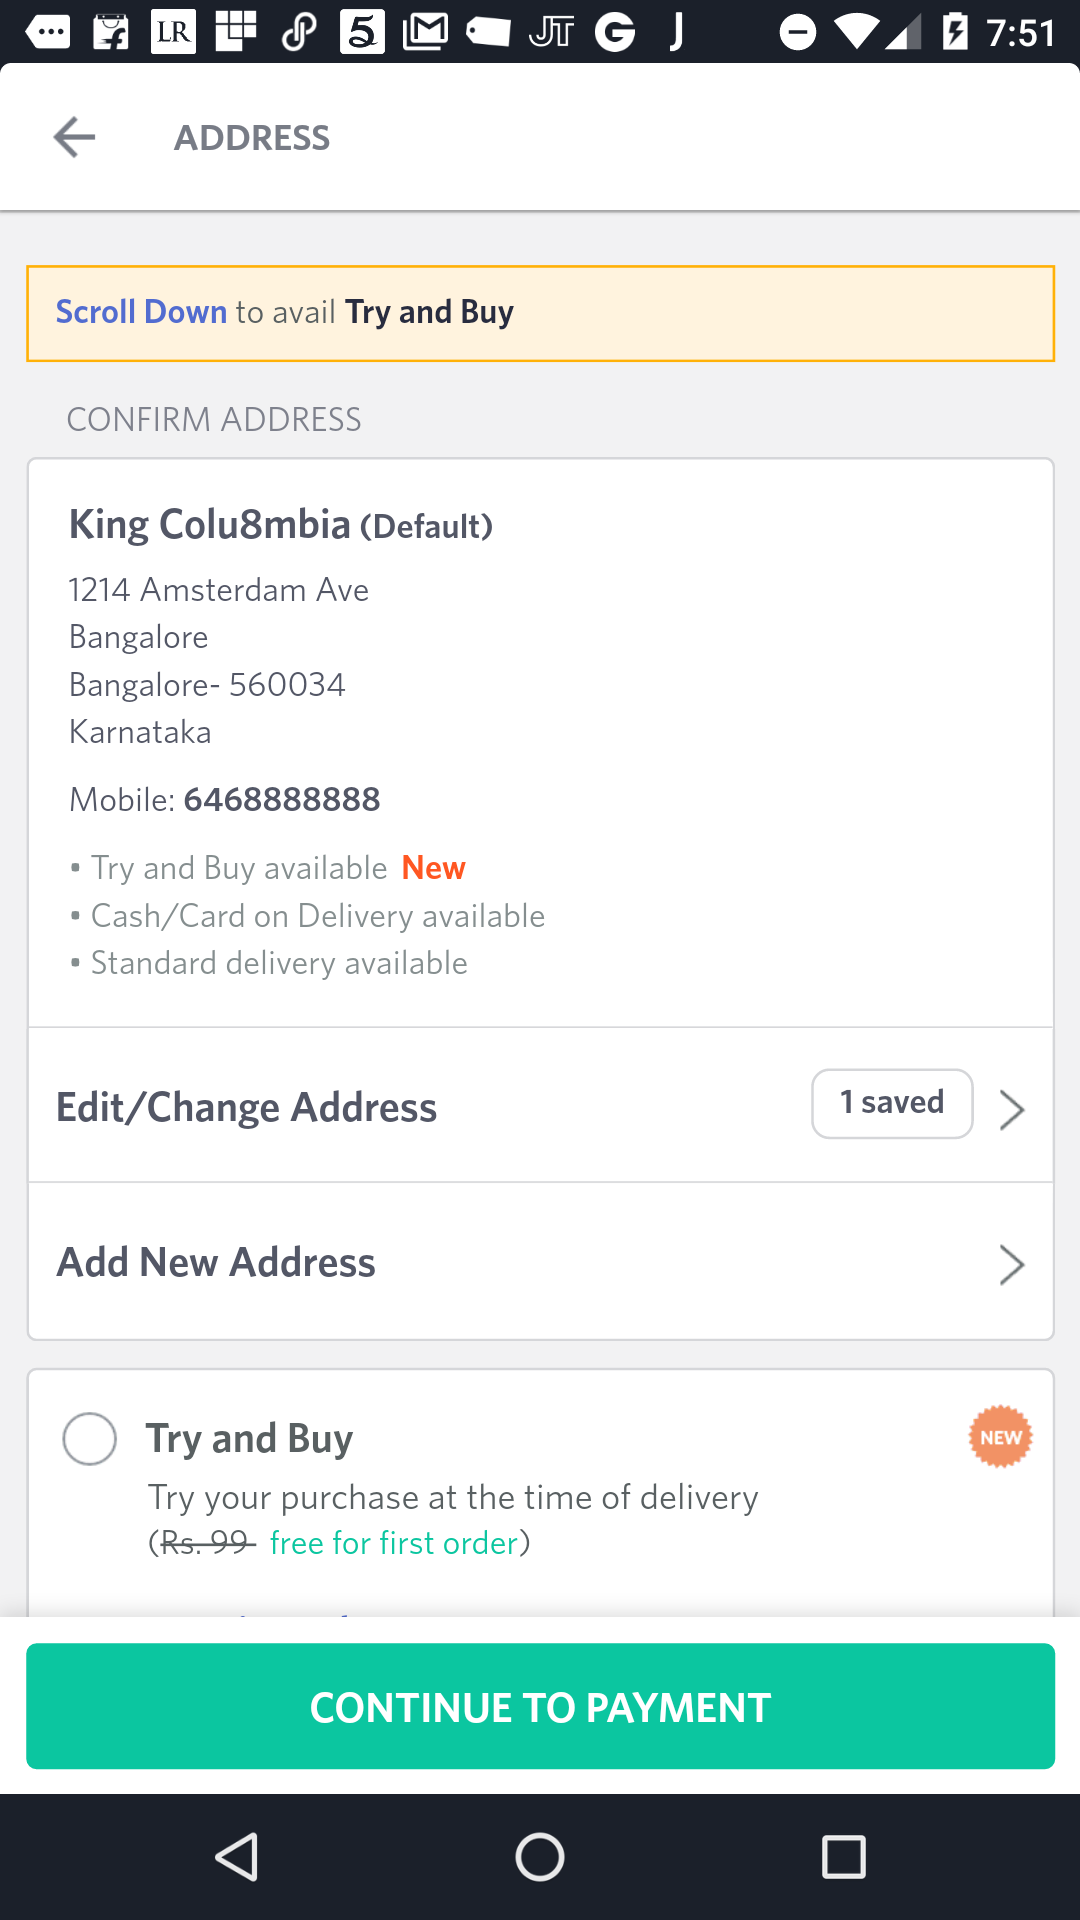 LR 5 M JT G J 7:51
ADDRESS
Scroll Down to avail Try and Buy
CONFIRM ADDRESS
King Colu8mbia (Default)
1214 Amsterdam Ave
Bangalore
Bangalore- 560034
Karnataka
Mobile: 6468888888
• Try and Buy available New
• Cash/Card on Delivery available
• Standard delivery available
Edit/Change Address 1 saved
Add New Address
Try and Buy NEW
Try your purchase at the time of delivery
(Rs. 99 free for first order)
CONTINUE TO PAYMENT